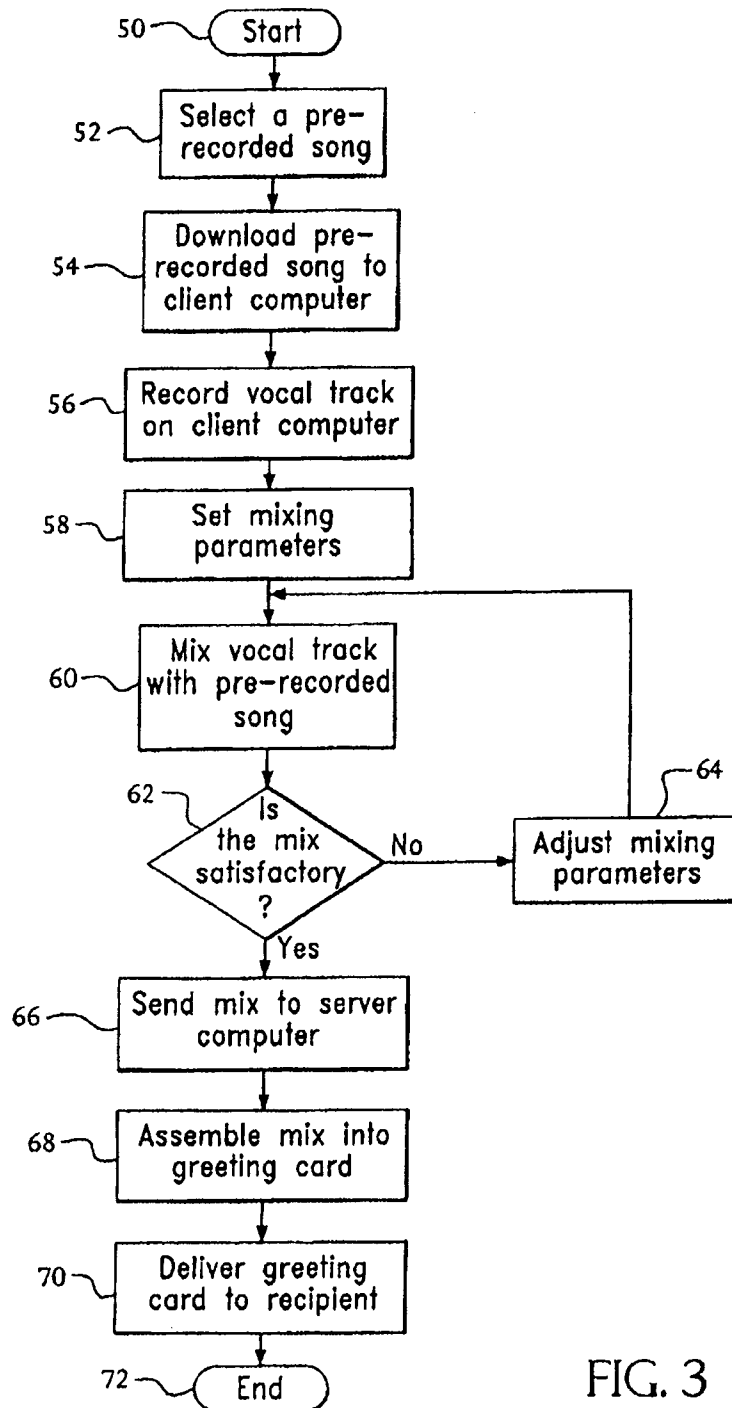 50
Start
52
Select a pre-
recorded song
54
Download pre-
recorded song to
client computer
56
Record vocal track
on client computer
58
Set mixing
parameters
60
Mix vocal track
with pre-recorded
song
62
Is
the mix
satisfactory
?
No
64
Adjust mixing
parameters
Yes
66
Send mix to server
computer
68
Assemble mix into
greeting card
70
Deliver greeting
card to recipient
72
End
FIG. 3